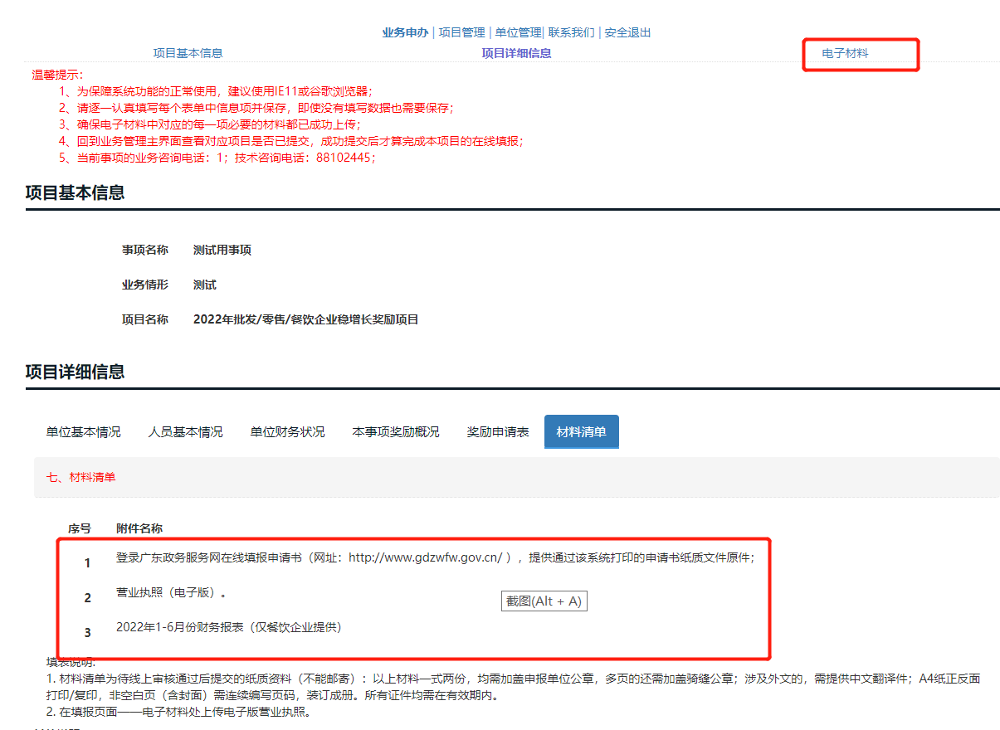 业务申办 | 项目管理 | 单位管理| 联系我们 | 安全退出
项目基本信息 项目详细信息 电子材料
温馨提示：
1、为保障系统功能的正常使用，建议使用IE11或谷歌浏览器；
2、请逐一认真填写每个表单中信息项并保存，即使没有填写数据也需要保存；
3、确保电子材料中对应的每一项必要的材料都已成功上传；
4、回到业务管理主界面查看对应项目是否已提交，成功提交后才算完成本项目的在线填报；
5、当前事项的业务咨询电话：1；技术咨询电话：88102445；
项目基本信息
事项名称 测试用事项
业务情形 测试
项目名称 2022年批发/零售/餐饮企业稳增长奖励项目
项目详细信息
单位基本情况 人员基本情况 单位财务状况 本事项奖励概况 奖励申请表 材料清单
七、材料清单
序号 附件名称
1 登录广东政务服务网在线填报申请书（网址：http://www.gdzwfw.gov.cn/ ），提供通过该系统打印的申请书纸质文件原件；
2 营业执照（电子版）。
截图(Alt + A)
3 2022年1-6月份财务报表（仅餐饮企业提供）
填表说明:
1. 材料清单为待线上审核通过后提交的纸质资料（不能邮寄）：以上材料一式两份，均需加盖申报单位公章，多页的还需加盖骑缝公章；涉及外文的，需提供中文翻译件；A4纸正反面
打印/复印，非空白页（含封面）需连续编写页码，装订成册。所有证件均需在有效期内。
2. 在填报页面——电子材料处上传电子版营业执照。